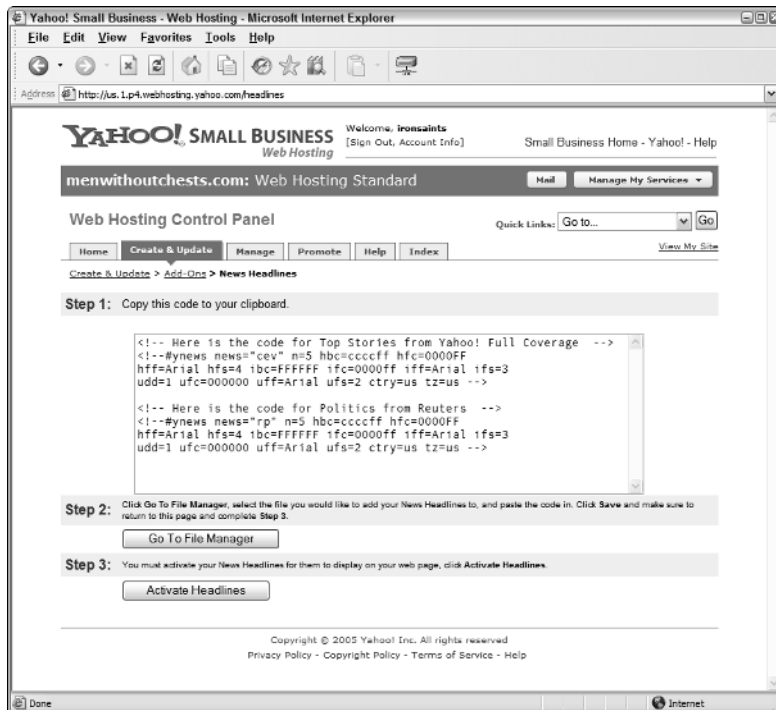 Yahoo! Small Business - Web Hosting - Microsoft Internet Explorer
File Edit View Favorites Tools Help
Address http://us.1.p4.webhosting.yahoo.com/headlines
YAHOO! SMALL BUSINESS
Web Hosting
Welcome, ironsaints
[Sign Out, Account Info]
Small Business Home - Yahoo! - Help
menwithoutchests.com: Web Hosting Standard
Mail Manage My Services
Web Hosting Control Panel
Quick Links: Go to... Go
Home Create & Update Manage Promote Help Index
View My Site
Create & Update > Add-Ons > News Headlines
Step 1: Copy this code to your clipboard.
<!-- Here is the code for Top Stories from Yahoo! Full Coverage -->
<!--#ynews news="cev" n=5 hbc=ccccff hfc=0000FF
hff=Arial hfs=4 ibc=FFFFFF ifc=0000ff iff=Arial ifs=3
udd=1 ufc=000000 uff=Arial ufs=2 ctry=us tz=us -->
<!-- Here is the code for Politics from Reuters -->
<!--#ynews news="rp" n=5 hbc=ccccff hfc=0000FF
hff=Arial hfs=4 ibc=FFFFFF ifc=0000ff iff=Arial ifs=3
udd=1 ufc=000000 uff=Arial ufs=2 ctry=us tz=us -->
Step 2: Click Go To File Manager, select the file you would like to add your News Headlines to, and paste the code in. Click Save and make sure to
return to this page and complete Step 3.
Go To File Manager
Step 3: You must activate your News Headlines for them to display on your web page, click Activate Headlines.
Activate Headlines
Copyright © 2005 Yahoo! Inc. All rights reserved
Privacy Policy - Copyright Policy - Terms of Service - Help
Done Internet